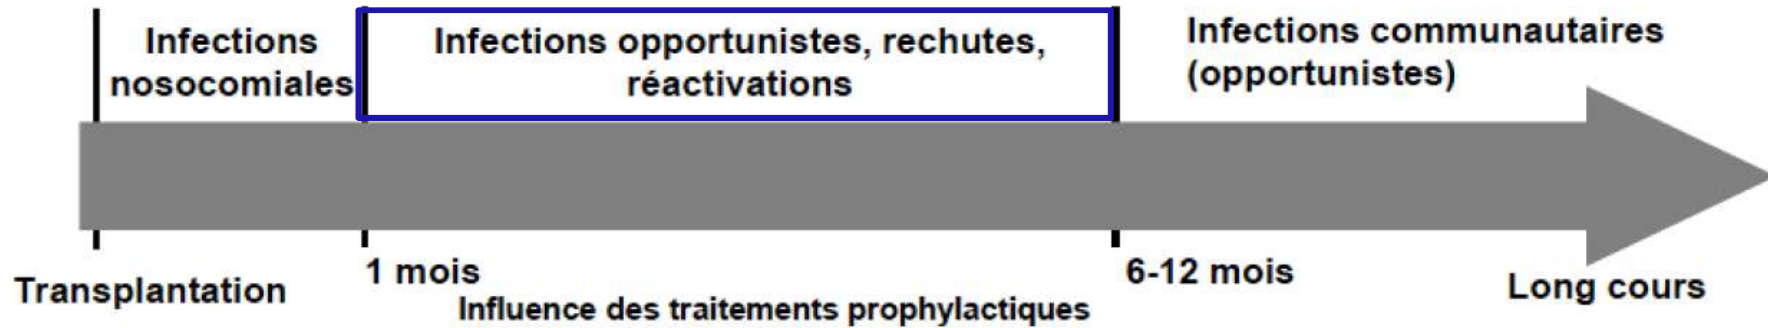 Infections
nosocomiales
Infections opportunistes, rechutes,
réactivations
Infections communautaires
(opportunistes)
Transplantation
1 mois
Influence des traitements prophylactiques
6-12 mois
Long cours